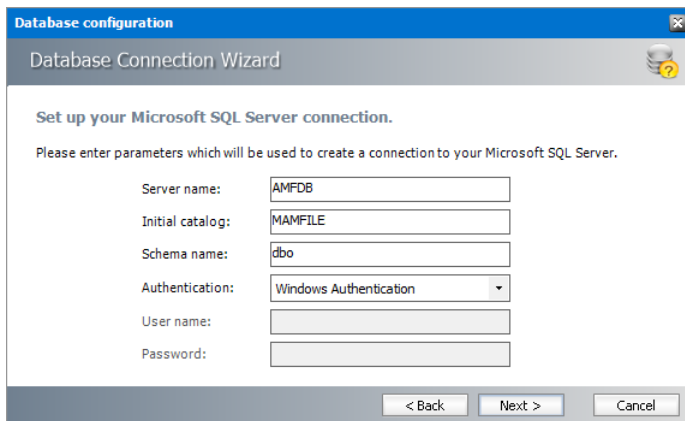 Database configuration
Database Connection Wizard
Set up your Microsoft SQL Server connection.
Please enter parameters which will be used to create a connection to your Microsoft SQL Server.
Server name: AMFDB
Initial catalog: MAMFILE
Schema name: dbo
Authentication: Windows Authentication
User name:
Password:
< Back Next > Cancel